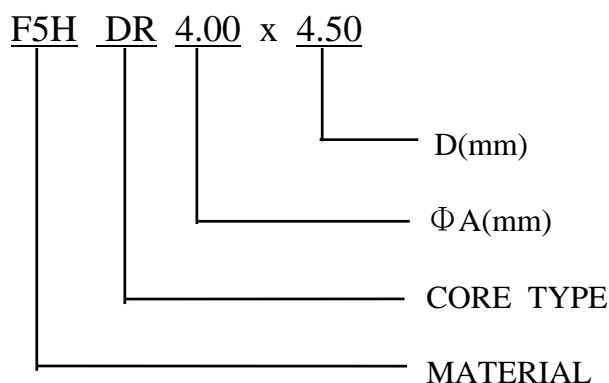 F5H DR 4.00 x 4.50
D(mm)
ΦA(mm)
CORE TYPE
MATERIAL